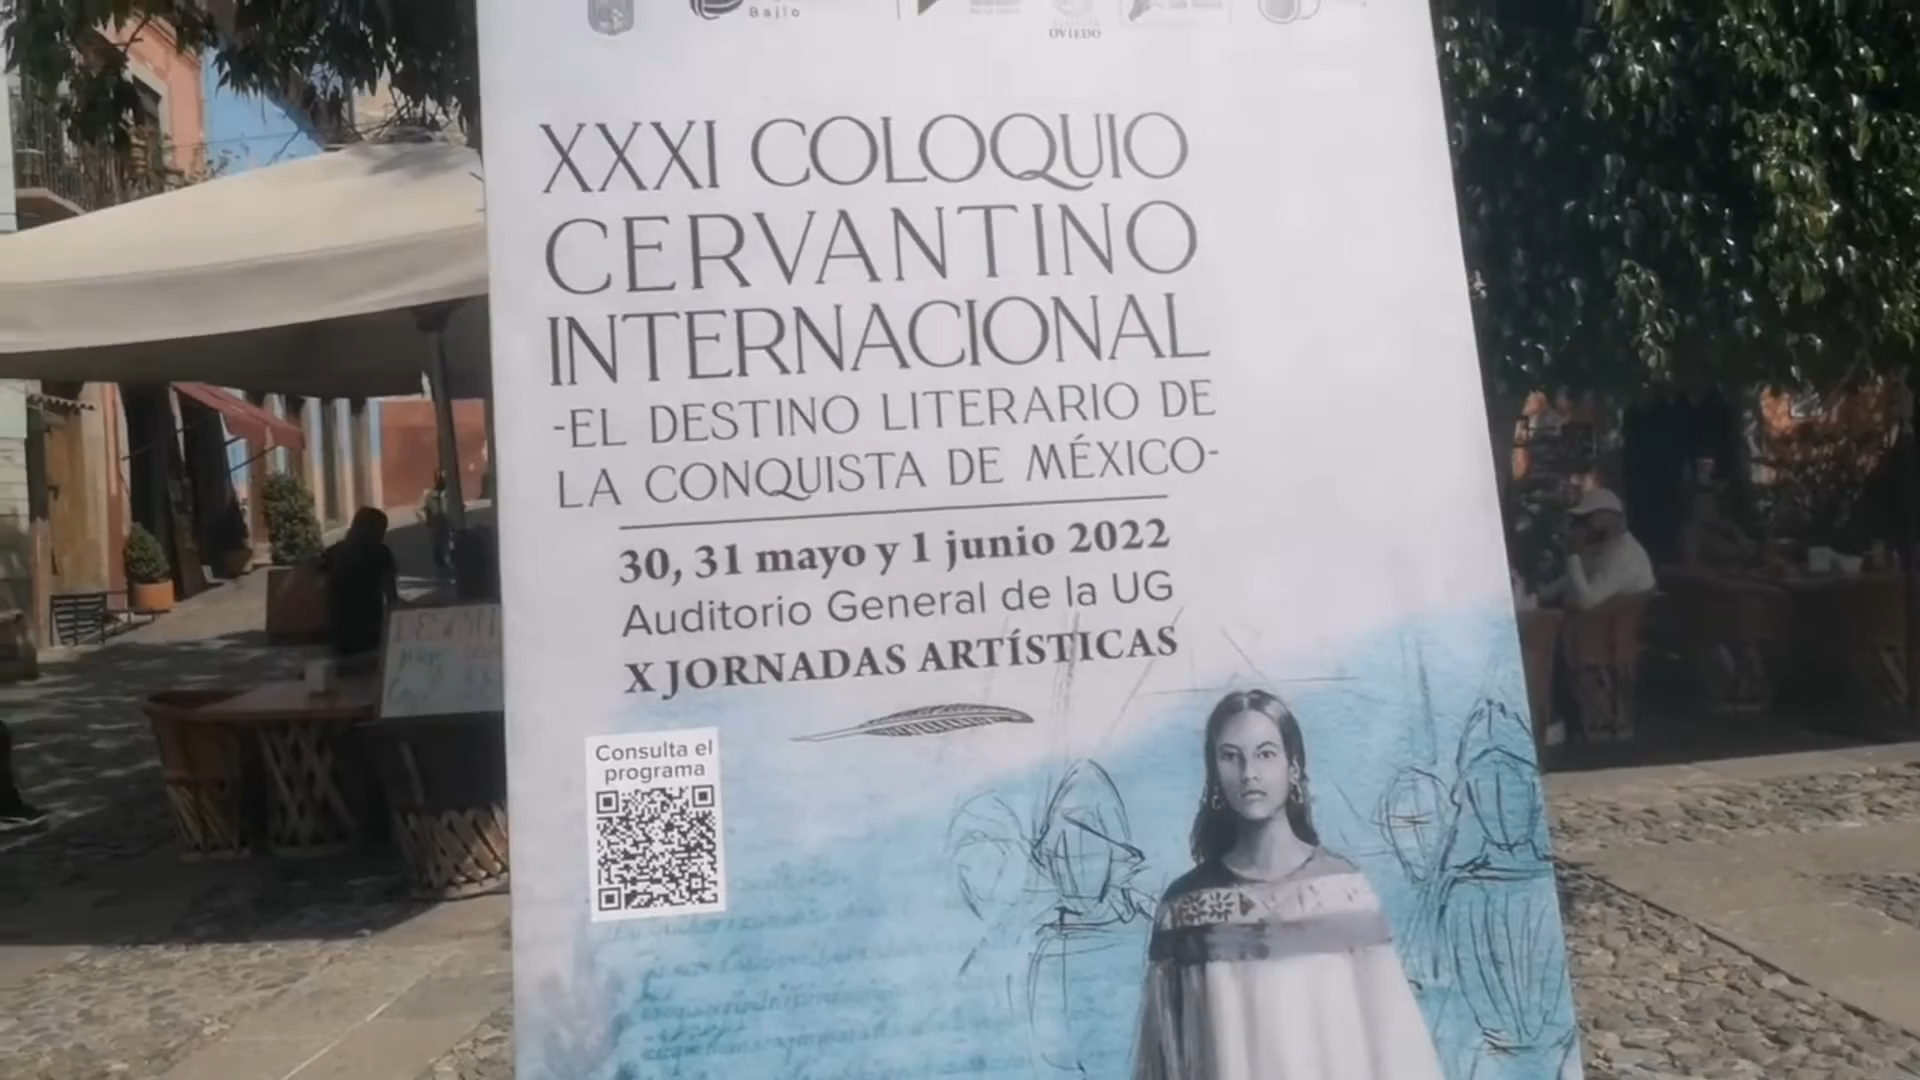 Bajío
OVIEDO
XXXI COLOQUIO
CERVANTINO
INTERNACIONAL
-EL DESTINO LITERARIO DE
LA CONQUISTA DE MÉXICO-
30, 31 mayo y 1 junio 2022
Auditorio General de la UG
X JORNADAS ARTÍSTICAS
Consulta el
programa